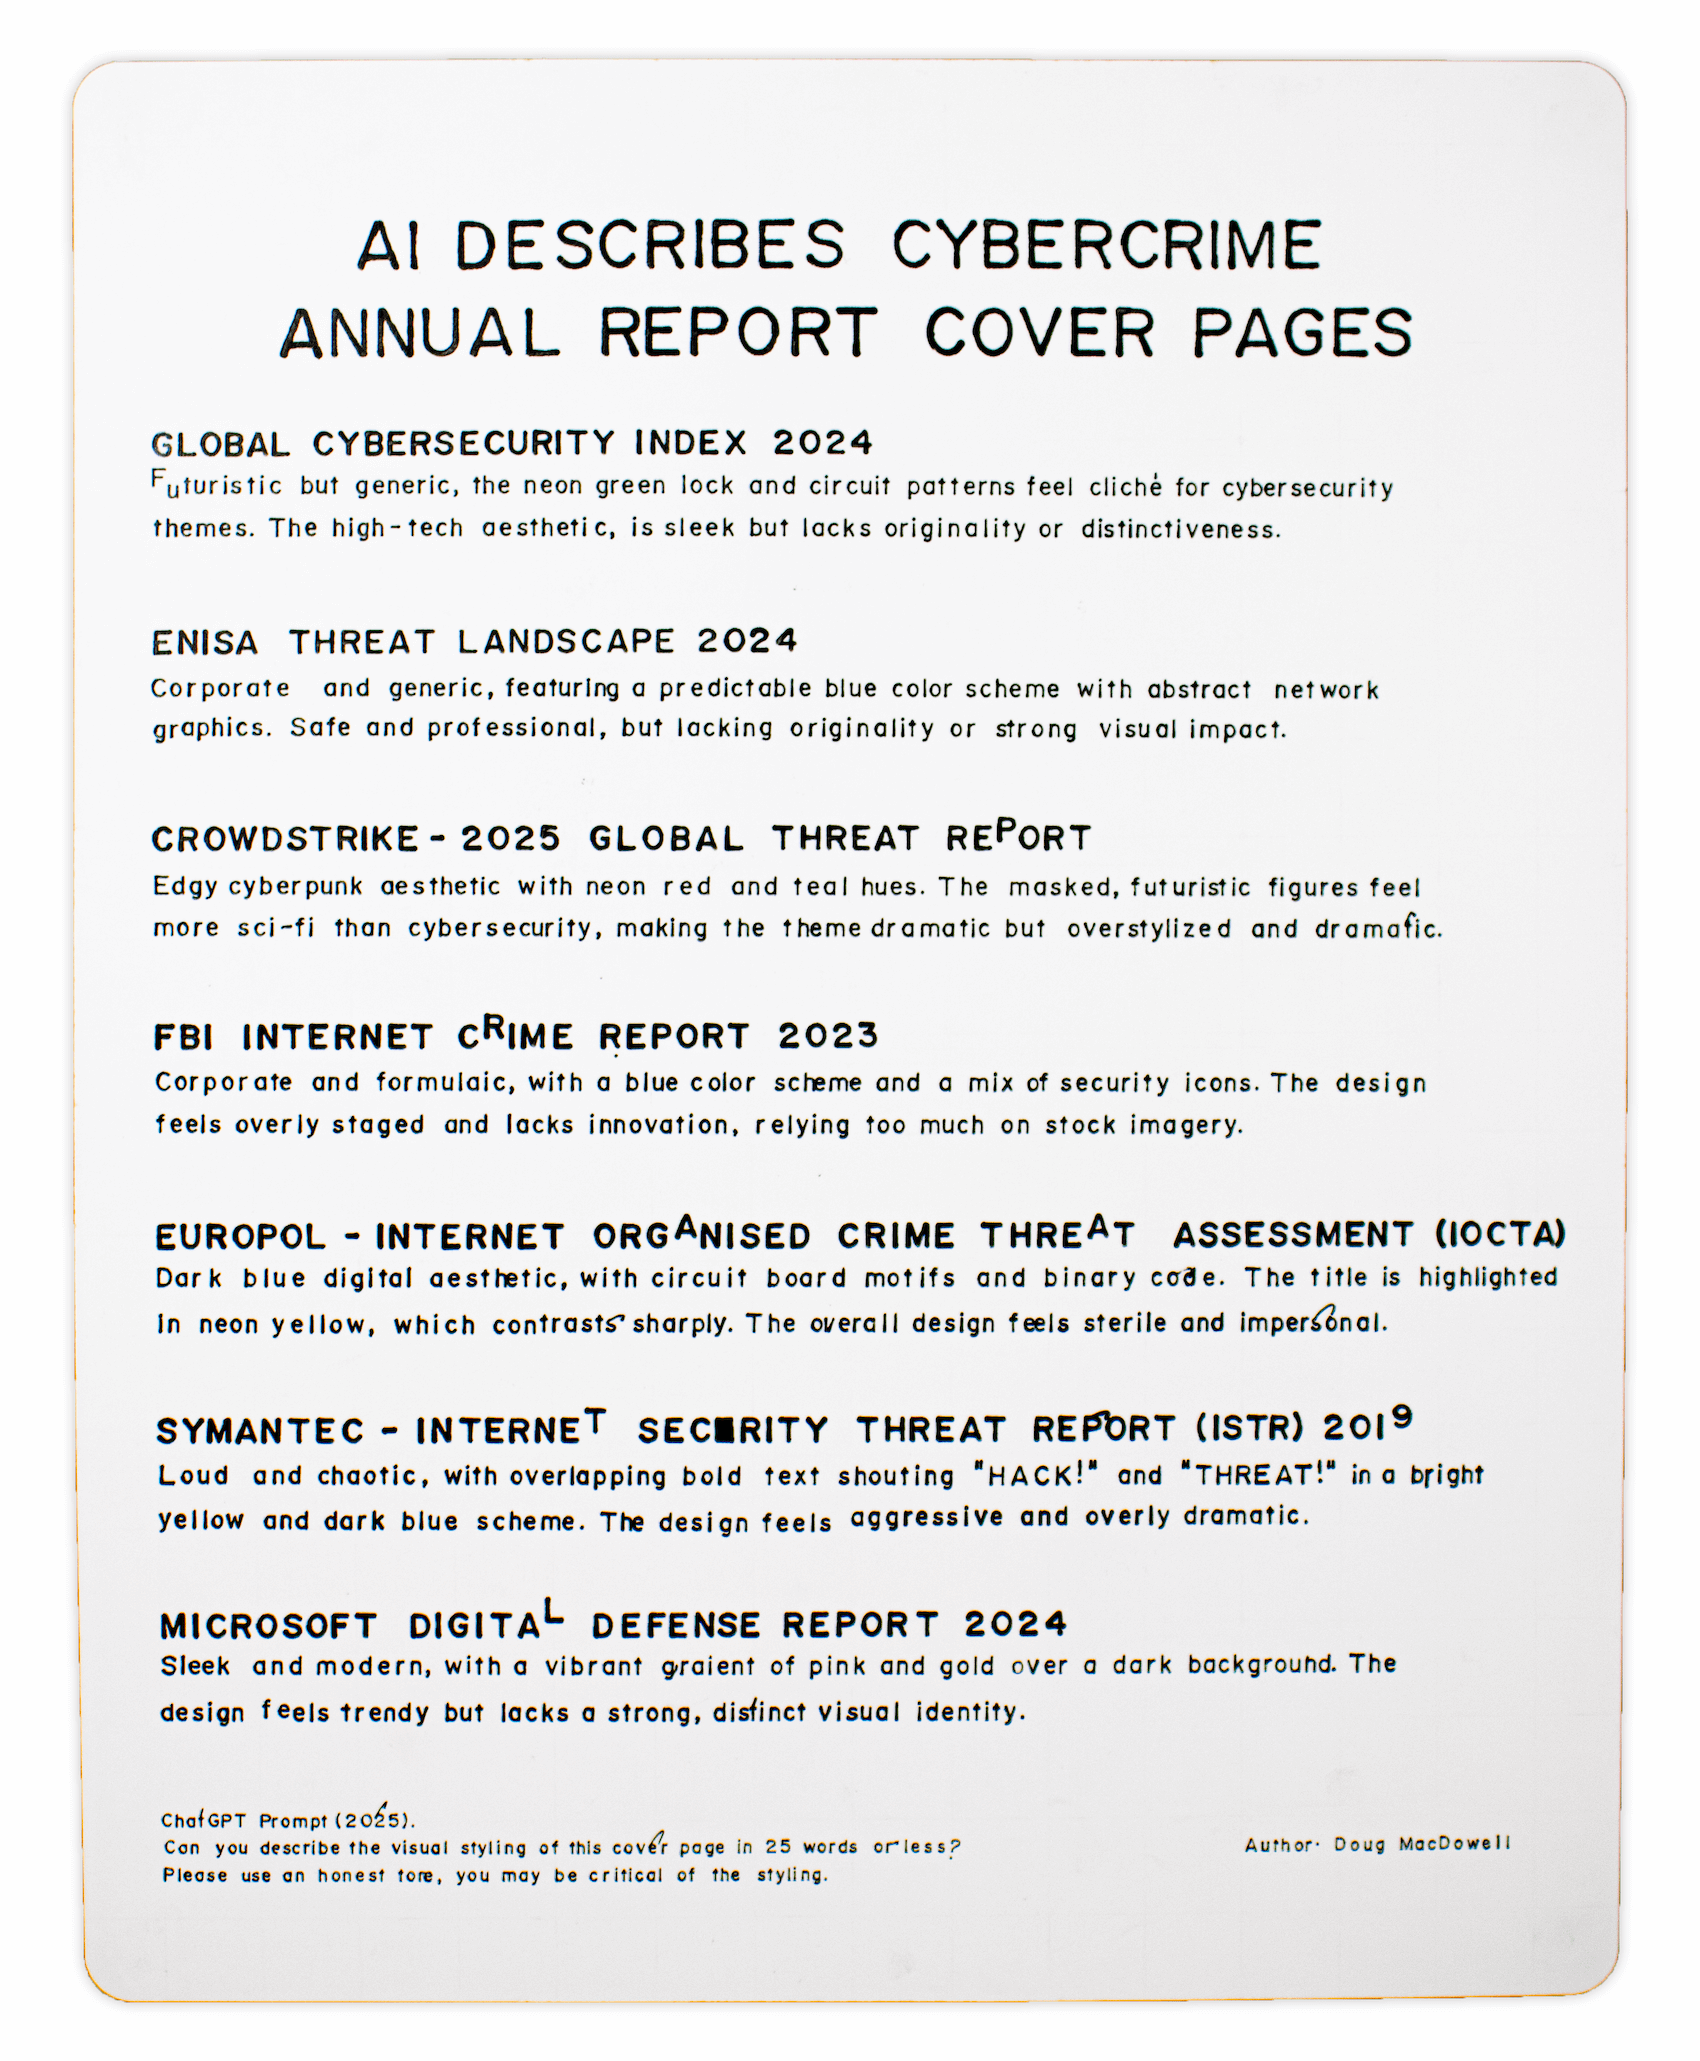 AI DESCRIBES CYBERCRIME
ANNUAL REPORT COVER PAGES
GLOBAL CYBERSECURITY INDEX 2024
Futuristic but generic, the neon green lock and circuit patterns feel cliché for cybersecurity
themes. The high-tech aesthetic, is sleek but lacks originality or distinctiveness.
ENISA THREAT LANDSCAPE 2024
Corporate and generic, featuring a predictable blue color scheme with abstract network
graphics. Safe and professional, but lacking originality or strong visual impact.
CROWDSTRIKE - 2025 GLOBAL THREAT REPORT
Edgy cyberpunk aesthetic with neon red and teal hues. The masked, futuristic figures feel
more sci-fi than cybersecurity, making the theme dramatic but overstylized and dramatic.
FBI INTERNET CRIME REPORT 2023
Corporate and formulaic, with a blue color scheme and a mix of security icons. The design
feels overly staged and lacks innovation, relying too much on stock imagery.
EUROPOL - INTERNET ORGANISED CRIME THREAT ASSESSMENT (IOCTA)
Dark blue digital aesthetic, with circuit board motifs and binary code. The title is highlighted
in neon yellow, which contrasts sharply. The overall design feels sterile and impersonal.
SYMANTEC - INTERNET SECURITY THREAT REPORT (ISTR) 2019
Loud and chaotic, with overlapping bold text shouting "HACK!" and "THREAT!" in a bright
yellow and dark blue scheme. The design feels aggressive and overly dramatic.
MICROSOFT DIGITAL DEFENSE REPORT 2024
Sleek and modern, with a vibrant graient of pink and gold over a dark background. The
design feels trendy but lacks a strong, distinct visual identity.
ChatGPT Prompt (2025).
Can you describe the visual styling of this cover page in 25 words or less?
Please use an honest tone, you may be critical of the styling.
Author: Doug MacDowell